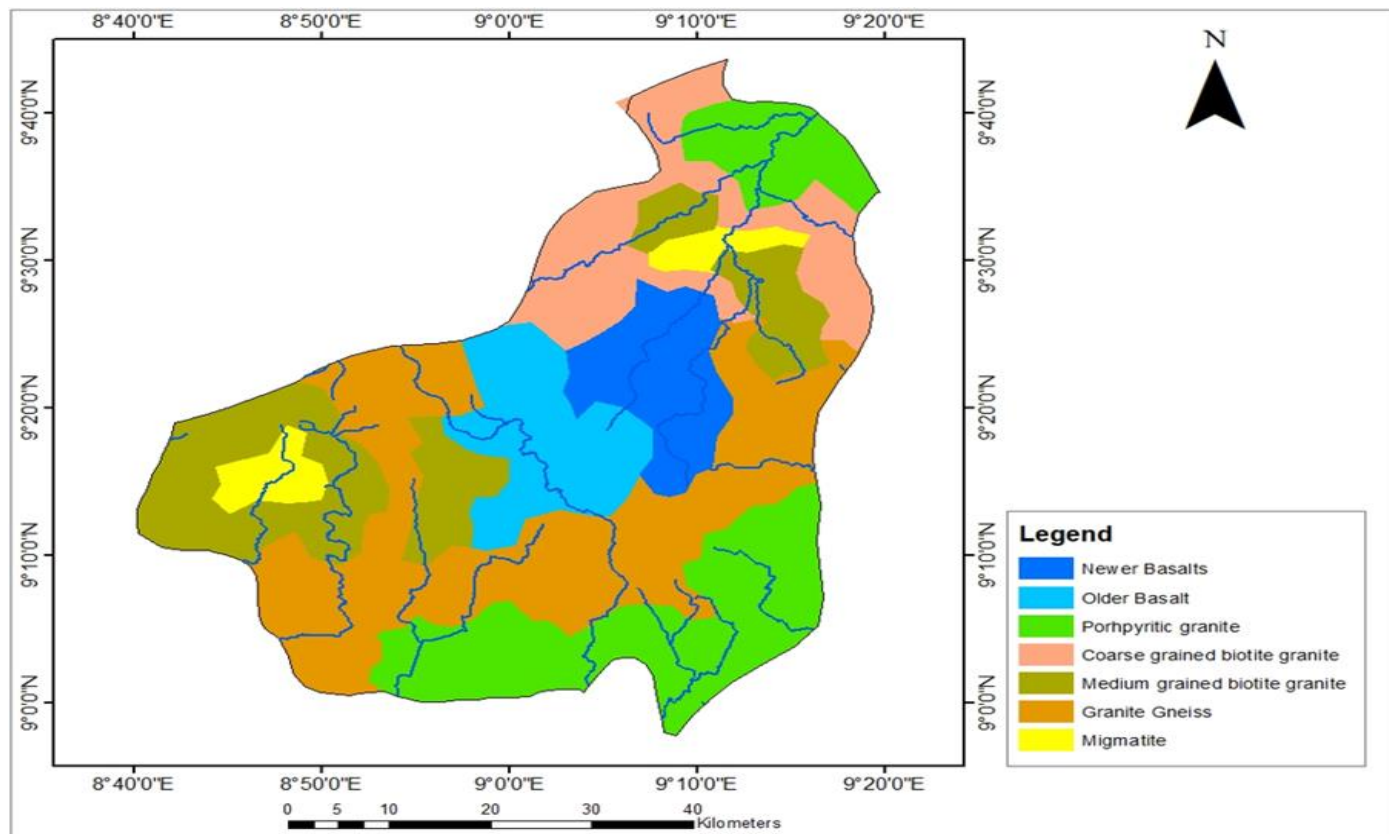 8°40'0"E 8°50'0"E 9°0'0"E 9°10'0"E 9°20'0"E
N
9°40'0"N 9°40'0"N
9°30'0"N 9°30'0"N
9°20'0"N 9°20'0"N
9°10'0"N 9°10'0"N
9°0'0"N 9°0'0"N
Legend
Newer Basalts
Older Basalt
Porhpyritic granite
Coarse grained biotite granite
Medium grained biotite granite
Granite Gneiss
Migmatite
8°40'0"E 8°50'0"E 9°0'0"E 9°10'0"E 9°20'0"E
0 5 10 20 30 40
Kilometers